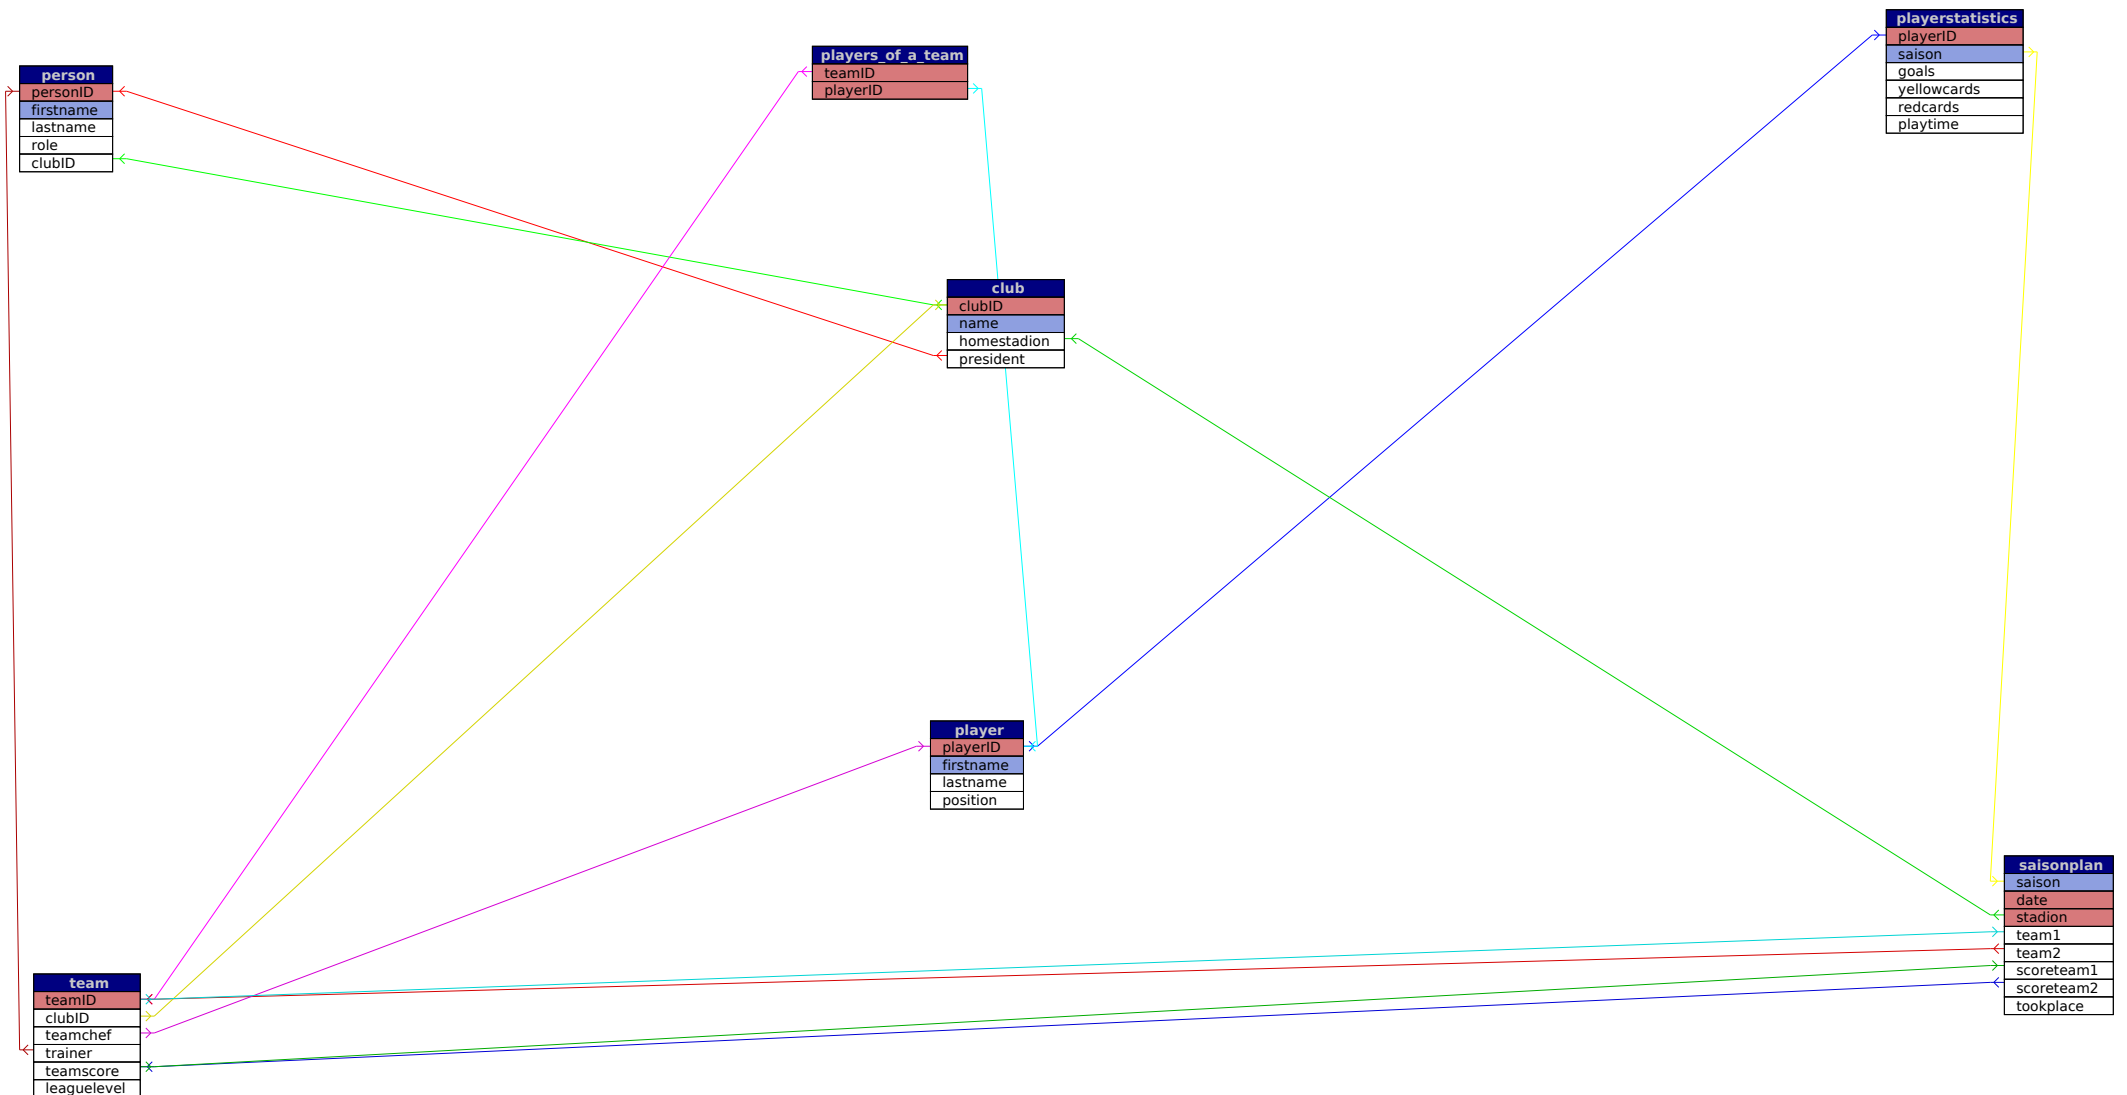 person
personID
firstname
lastname
role
clubID
players_of_a_team
teamID
playerID
playerstatistics
playerID
saison
goals
yellowcards
redcards
playtime
club
clubID
name
homestadion
president
player
playerID
firstname
lastname
position
saisonplan
saison
date
stadion
team1
team2
scoreteam1
scoreteam2
tookplace
team
teamID
clubID
teamchef
trainer
teamscore
leaguelevel